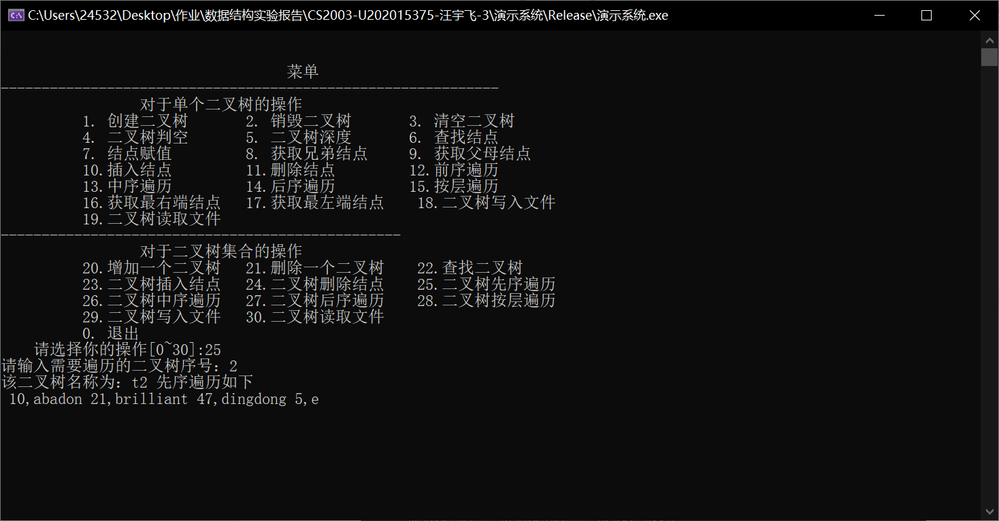 C:\Users\24532\Desktop\作业\数据结构实验报告\CS2003-U202015375-汪宇飞-3\演示系统\Release\演示系统.exe
菜单
-------------------------------------------------------------
对于单个二叉树的操作
1. 创建二叉树 2. 销毁二叉树 3. 清空二叉树
4. 二叉树判空 5. 二叉树深度 6. 查找结点
7. 结点赋值 8. 获取兄弟结点 9. 获取父母结点
10.插入结点 11.删除结点 12.前序遍历
13.中序遍历 14.后序遍历 15.按层遍历
16.获取最右端结点 17.获取最左端结点 18.二叉树写入文件
19.二叉树读取文件
-------------------------------------------------
对于二叉树集合的操作
20.增加一个二叉树 21.删除一个二叉树 22.查找二叉树
23.二叉树插入结点 24.二叉树删除结点 25.二叉树先序遍历
26.二叉树中序遍历 27.二叉树后序遍历 28.二叉树按层遍历
29.二叉树写入文件 30.二叉树读取文件
0. 退出
请选择你的操作[0~30]:25
请输入需要遍历的二叉树序号：2
该二叉树名称为：t2 先序遍历如下
10,abadon 21,brilliant 47,dingdong 5,e